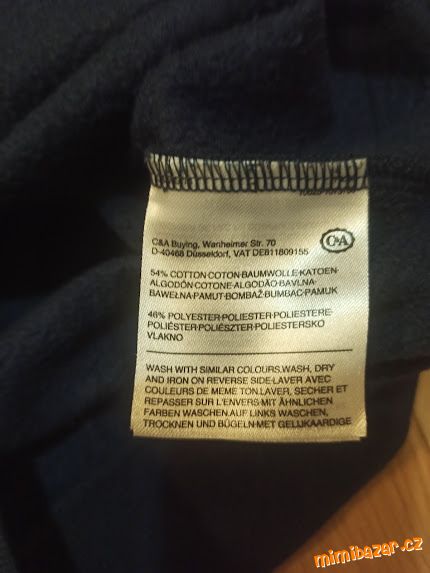 C&A Buying, Wanheimer Str. 70
D-40468 Düsseldorf, VAT DE811809155
C&A
54% COTTON·COTON·BAUMWOLLE·KATOEN·
ALGODÓN·COTONE·ALGODÃO·BAVLNA·
BAWEŁNA·PAMUT·BOMBAŽ·BUMBAC·PAMUK
46% POLYESTER·POLIESTER·POLIESTERE·
POLIÉSTER·POLIÉSZTER·POLIESTERSKO
VLAKNO
WASH WITH SIMILAR COLOURS.WASH, DRY
AND IRON ON REVERSE SIDE·LAVER AVEC
COULEURS DE MEME TON.LAVER, SECHER ET
REPASSER SUR L'ENVERS·MIT ÄHNLICHEN
FARBEN WASCHEN.AUF LINKS WASCHEN,
TROCKNEN UND BÜGELN·MET GELIJKAARDIGE
mimibazar.cz